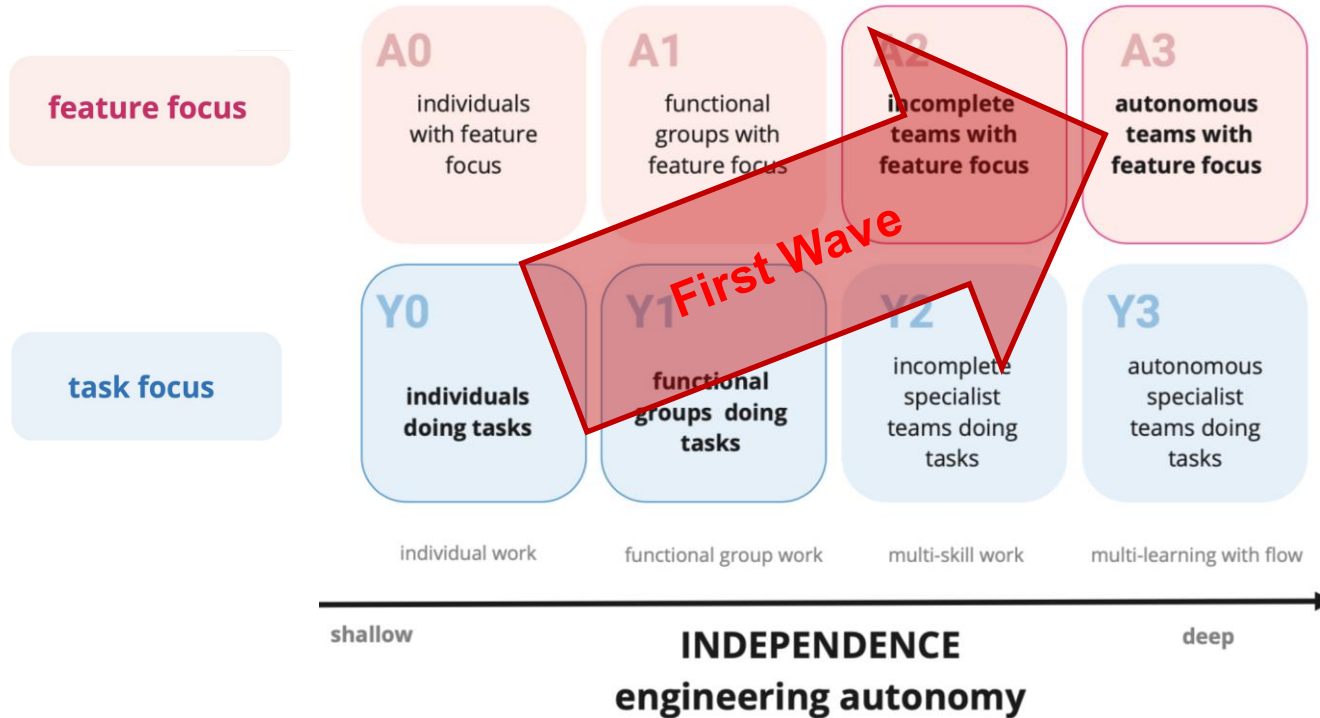 feature focus
A0
individuals
with feature
focus
A1
functional
groups with
feature focus
A2
incomplete
teams with
feature focus
A3
autonomous
teams with
feature focus
First Wave
task focus
Y0
individuals
doing tasks
Y1
functional
groups doing
tasks
Y2
incomplete
specialist
teams doing
tasks
Y3
autonomous
specialist
teams doing
tasks
individual work
functional group work
multi-skill work
multi-learning with flow
shallow
INDEPENDENCE
deep
engineering autonomy